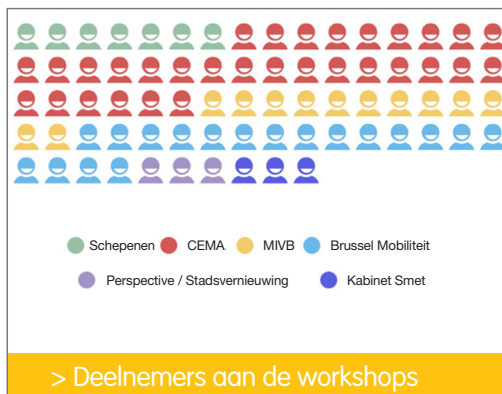 Schepenen CEMA MIVB Brussel Mobiliteit
Perspective / Stadsvernieuwing Kabinet Smet
> Deelnemers aan de workshops